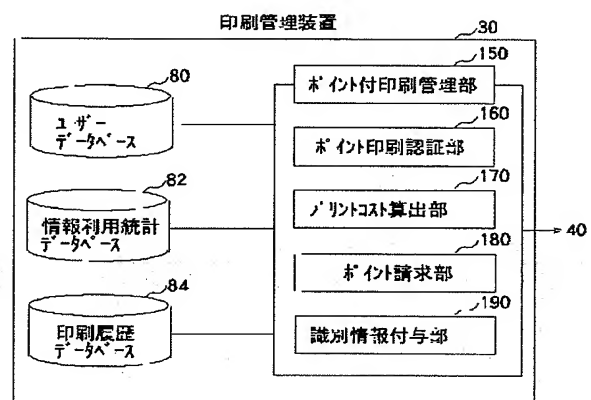 印刷管理装置
30
80
ユーザー
データベース
82
情報利用統計
データベース
84
印刷履歴
データベース
150
ポイント付印刷管理部
160
ポイント印刷認証部
170
プリントコスト算出部
180
ポイント請求部
190
識別情報付与部
40